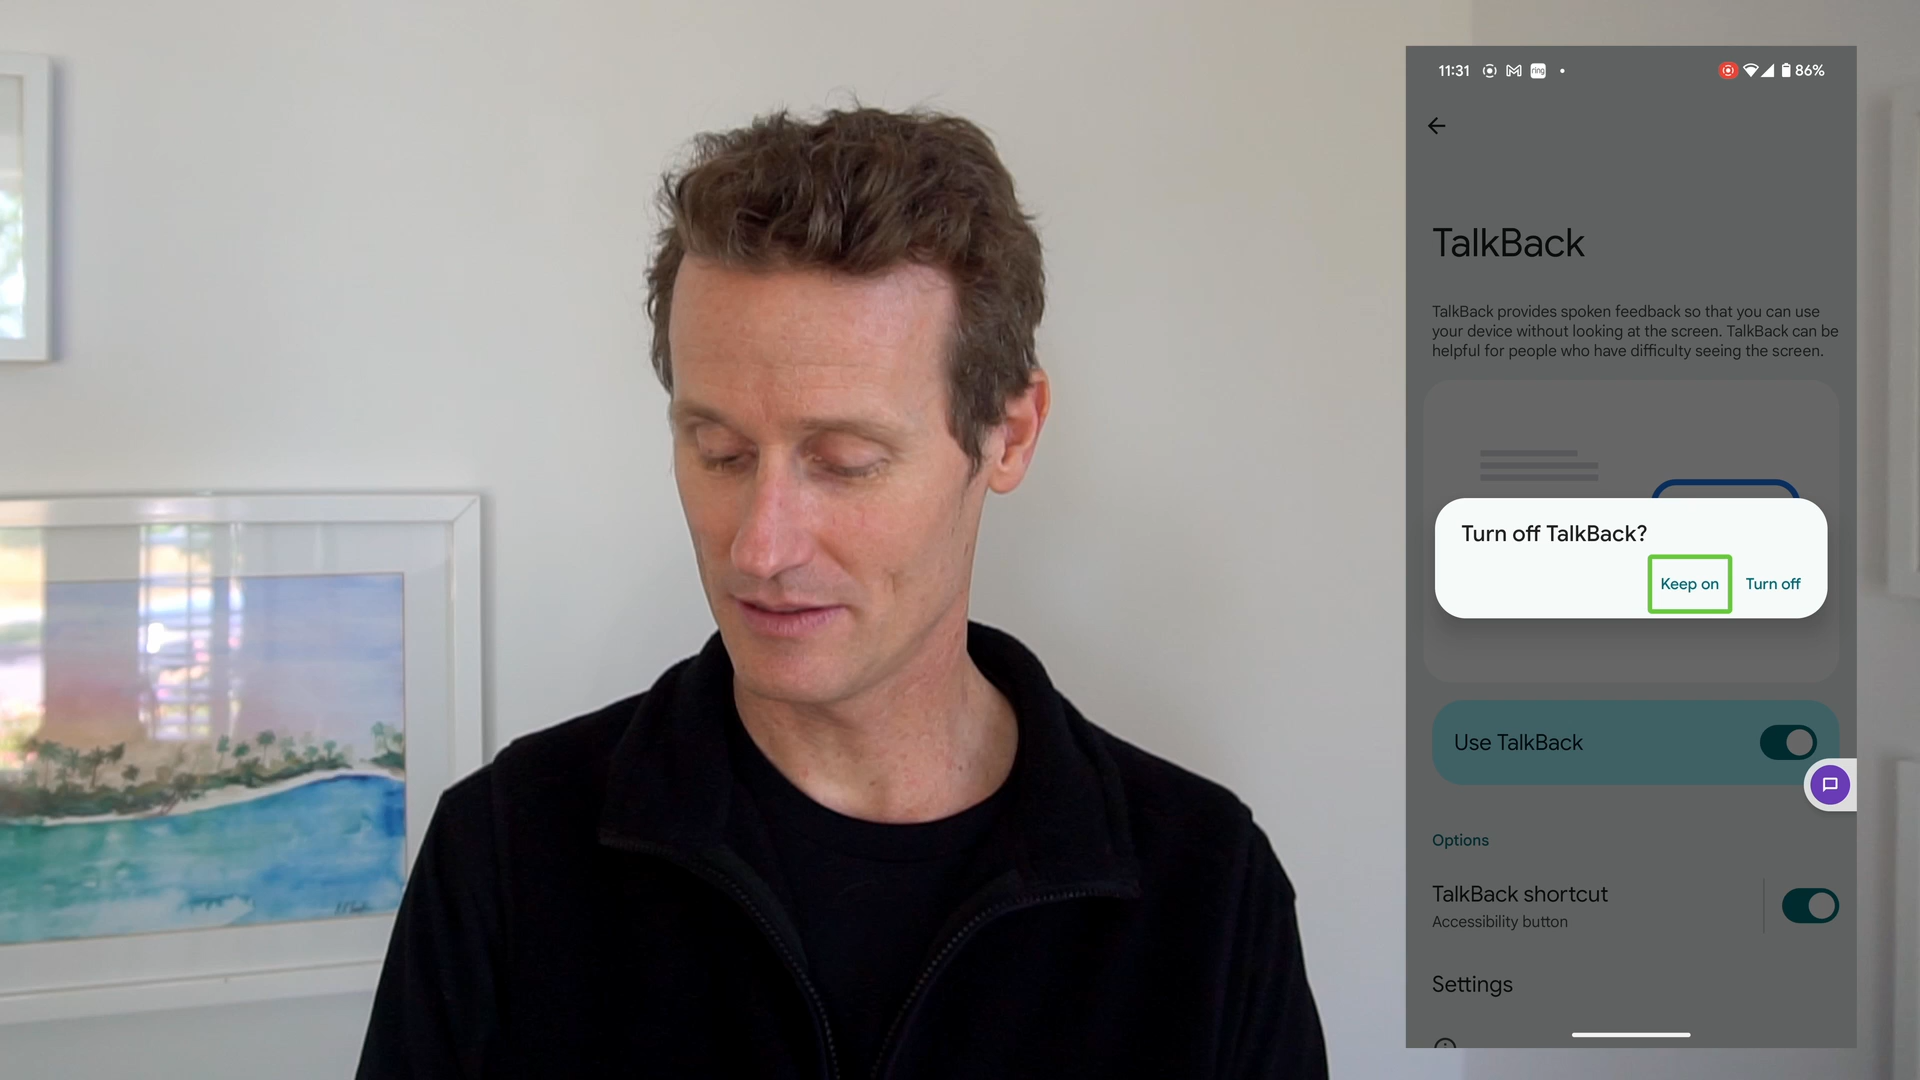 11:31
ring
86%
TalkBack
TalkBack provides spoken feedback so that you can use
your device without looking at the screen. TalkBack can be
helpful for people who have difficulty seeing the screen.
Turn off TalkBack?
Keep on Turn off
Use TalkBack
Options
TalkBack shortcut
Accessibility button
Settings